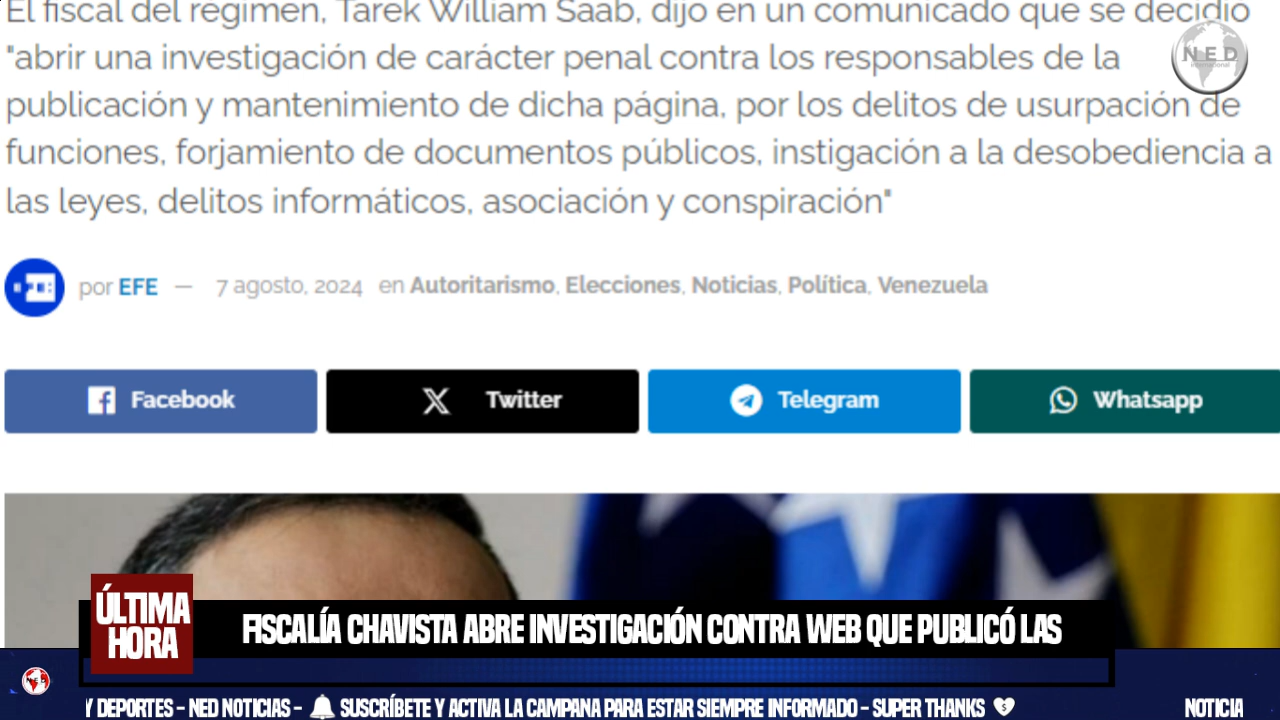 El fiscal del régimen, Tarek William Saab, dijo en un comunicado que se decidió
"abrir una investigación de carácter penal contra los responsables de la
publicación y mantenimiento de dicha página, por los delitos de usurpación de
funciones, forjamiento de documentos públicos, instigación a la desobediencia a
las leyes, delitos informáticos, asociación y conspiración"
NED
International
por EFE — 7 agosto, 2024 en Autoritarismo, Elecciones, Noticias, Política, Venezuela
Facebook Twitter Telegram Whatsapp
ÚLTIMA
HORA
FISCALÍA CHAVISTA ABRE INVESTIGACIÓN CONTRA WEB QUE PUBLICÓ LAS
NED
Y DEPORTES - NED NOTICIAS - SUSCRÍBETE Y ACTIVA LA CAMPANA PARA ESTAR SIEMPRE INFORMADO - SUPER THANKS NOTICIA